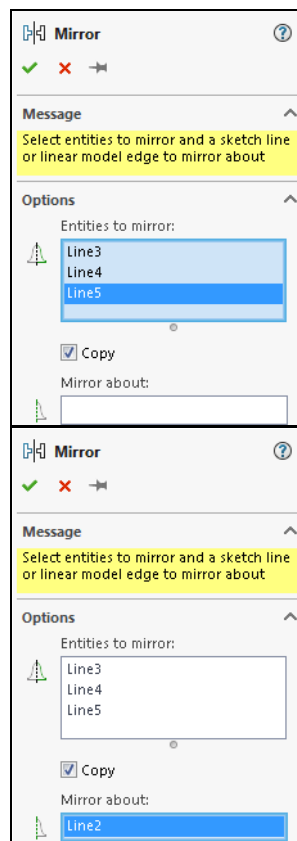 Mirror
Message
Select entities to mirror and a sketch line
or linear model edge to mirror about
Options
Entities to mirror:
Line3
Line4
Line5
Copy
Mirror about:
Mirror
Message
Select entities to mirror and a sketch line
or linear model edge to mirror about
Options
Entities to mirror:
Line3
Line4
Line5
Copy
Mirror about:
Line2